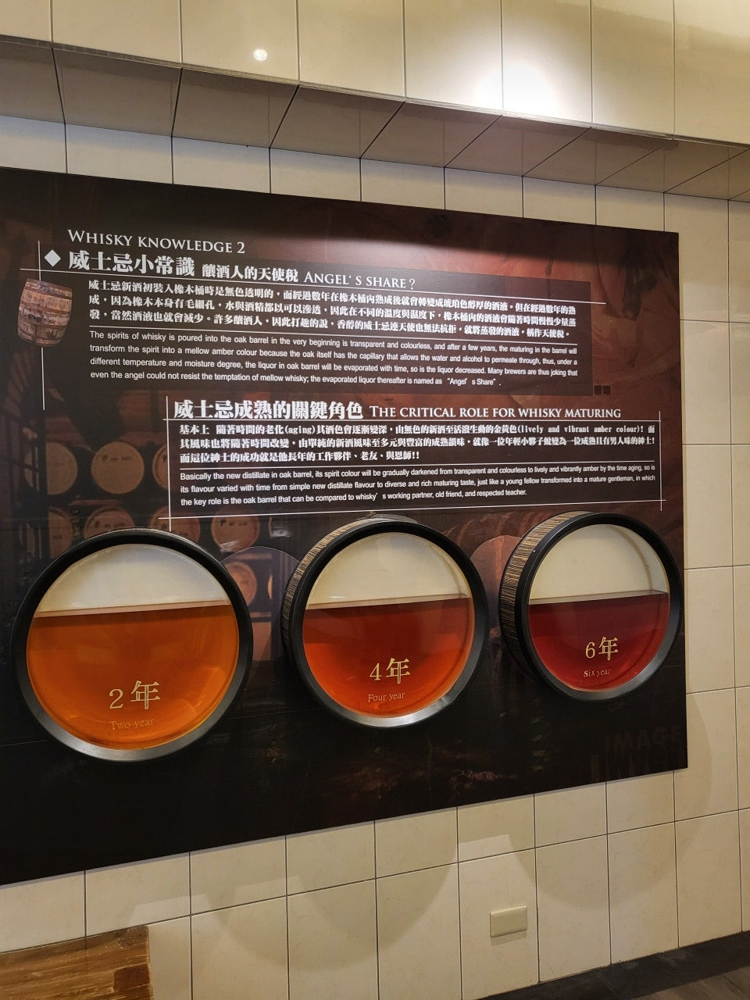 WHISKY KNOWLEDGE 2
◆ 威士忌小常識 釀酒人的天使稅 ANGEL‘ S SHARE？
威士忌新酒初裝入橡木桶時是無色透明的，而經過數年在橡木桶內熟成後就會轉變成琥珀色醇厚的酒液。但在經過數年的熟
成，因為橡木本身有毛細孔，水與酒精都以可以滲透，因此在不同的溫度與濕度下，橡木桶內的酒液會隨著時間慢慢少量蒸
發，當然酒液也就會減少。許多釀酒人，因此打趣的說，香醇的威士忌連天使也無法抗拒。就將蒸發的酒液，稱作天使稅。
The spirits of whisky is poured into the oak barrel in the very beginning is transparent and colourless, and after a few years, the maturing in the barrel will
transform the spirit into a mellow amber colour because the oak itself has the capillary that allows the water and alcohol to permeate through, thus, under a
different temperature and moisture degree, the liquor in oak barrel will be evaporated with time, so is the liquor decreased. Many brewers are thus joking that
even the angel could not resist the temptation of mellow whisky; the evaporated liquor thereafter is named as “Angel’s Share”.
威士忌成熟的關鍵角色 THE CRITICAL ROLE FOR WHISKY MATURING
基本上 隨著時間的老化(aging)其酒色會逐漸變深，由無色的新酒至活潑生動的金黃色(lively and vibrant amber colour)! 而
其風味也將隨著時間改變，由單純的新酒風味至多元與豐富的成熟韻味，就像一位年輕小夥子蛻變為一位成熟且有男人味的紳士!
而這位紳士的成功就是他長年的工作夥伴、老友、與恩師!!
Basically the new distillate in oak barrel, its spirit colour will be gradually darkened from transparent and colourless to lively and vibrantly amber by the time aging, so is
its flavour varied with time from simple new distillate flavour to diverse and rich maturing taste, just like a young fellow transformed into a mature gentleman, in which
the key role is the oak barrel that can be compared to whisky’s working partner, old friend, and respected teacher.
2年
Two-year
4年
Four year
6年
Six year
IMAGE